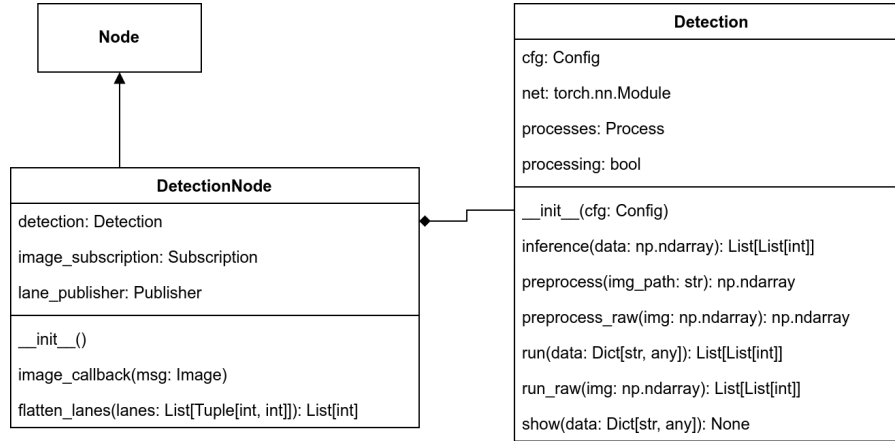 Node
DetectionNode
detection: Detection
image_subscription: Subscription
lane_publisher: Publisher
__init__()
image_callback(msg: Image)
flatten_lanes(lanes: List[Tuple[int, int]]): List[int]
Detection
cfg: Config
net: torch.nn.Module
processes: Process
processing: bool
__init__(cfg: Config)
inference(data: np.ndarray): List[List[int]]
preprocess(img_path: str): np.ndarray
preprocess_raw(img: np.ndarray): np.ndarray
run(data: Dict[str, any]): List[List[int]]
run_raw(img: np.ndarray): List[List[int]]
show(data: Dict[str, any]): None